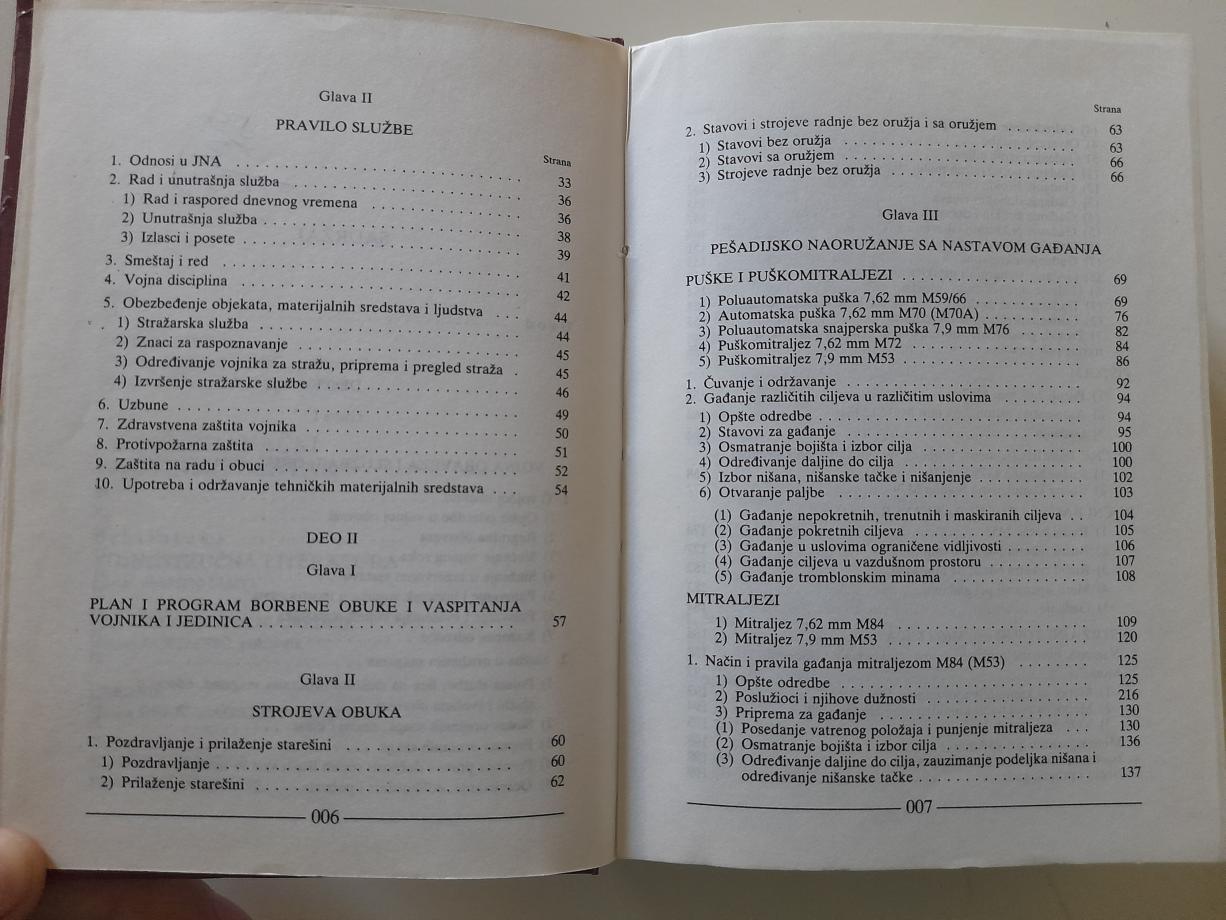 Glava II
PRAVILO SLUŽBE
Strana
1. Odnosi u JNA . . . . . . . . . . . . . . . . . . . . 33
2. Rad i unutrašnja služba . . . . . . . . . . . . . . . . 36
1) Rad i raspored dnevnog vremena . . . . . . . . . . . . 36
2) Unutrašnja služba . . . . . . . . . . . . . . . . . . 38
3) Izlasci i posete . . . . . . . . . . . . . . . . . . . 39
3. Smeštaj i red . . . . . . . . . . . . . . . . . . . . 41
4. Vojna disciplina . . . . . . . . . . . . . . . . . . . 42
5. Obezbeđenje objekata, materijalnih sredstava i ljudstva . . . 44
1) Stražarska služba . . . . . . . . . . . . . . . . . . 44
2) Znaci za raspoznavanje . . . . . . . . . . . . . . . . 45
3) Određivanje vojnika za stražu, priprema i pregled straža . 45
4) Izvršenje stražarske službe . . . . . . . . . . . . . . 46
6. Uzbune . . . . . . . . . . . . . . . . . . . . . . . 49
7. Zdravstvena zaštita vojnika . . . . . . . . . . . . . . 50
8. Protivpožarna zaštita . . . . . . . . . . . . . . . . . 51
9. Zaštita na radu i obuci . . . . . . . . . . . . . . . . 52
10. Upotreba i održavanje tehničkih materijalnih sredstava . . . 54
DEO II
Glava I
PLAN I PROGRAM BORBENE OBUKE I VASPITANJA
VOJNIKA I JEDINICA . . . . . . . . . . . . . . . . . . 57
Glava II
STROJEVA OBUKA
1. Pozdravljanje i prilaženje starešini . . . . . . . . . . . 60
1) Pozdravljanje . . . . . . . . . . . . . . . . . . . . 60
2) Prilaženje starešini . . . . . . . . . . . . . . . . . . 62
006
Strana
2. Stavovi i strojeve radnje bez oružja i sa oružjem . . . . . . . 63
1) Stavovi bez oružja . . . . . . . . . . . . . . . . . . 63
2) Stavovi sa oružjem . . . . . . . . . . . . . . . . . . 66
3) Strojeve radnje bez oružja . . . . . . . . . . . . . . . 66
Glava III
PEŠADIJSKO NAORUŽANJE SA NASTAVOM GAĐANJA
PUŠKE I PUŠKOMITRALJEZI . . . . . . . . . . . . . . . 69
1) Poluautomatska puška 7,62 mm M59/66 . . . . . . . . . . 69
2) Automatska puška 7,62 mm M70 (M70A) . . . . . . . . . . 76
3) Poluautomatska snajperska puška 7,9 mm M76 . . . . . . . 82
4) Puškomitraljez 7,62 mm M72 . . . . . . . . . . . . . . 84
5) Puškomitraljez 7,9 mm M53 . . . . . . . . . . . . . . . 86
1. Čuvanje i održavanje . . . . . . . . . . . . . . . . . . 92
2. Gađanje različitih ciljeva u različitim uslovima . . . . . . . 94
1) Opšte odredbe . . . . . . . . . . . . . . . . . . . . . 94
2) Stavovi za gađanje . . . . . . . . . . . . . . . . . . . 95
3) Osmatranje bojišta i izbor cilja . . . . . . . . . . . . . 100
4) Određivanje daljine do cilja . . . . . . . . . . . . . . . 100
5) Izbor nišana, nišanske tačke i nišanjenje . . . . . . . . . 102
6) Otvaranje paljbe . . . . . . . . . . . . . . . . . . . . 103
(1) Gađanje nepokretnih, trenutnih i maskiranih ciljeva . . 104
(2) Gađanje pokretnih ciljeva . . . . . . . . . . . . . . . 105
(3) Gađanje u uslovima ograničene vidljivosti . . . . . . . . 106
(4) Gađanje ciljeva u vazdušnom prostoru . . . . . . . . . . 107
(5) Gađanje tromblonskim minama . . . . . . . . . . . . . 108
MITRALJEZI
1) Mitraljez 7,62 mm M84 . . . . . . . . . . . . . . . . . 109
2) Mitraljez 7,9 mm M53 . . . . . . . . . . . . . . . . . . 120
1. Način i pravila gađanja mitraljezom M84 (M53) . . . . . . . . 125
1) Opšte odredbe . . . . . . . . . . . . . . . . . . . . . 125
2) Poslužioci i njihove dužnosti . . . . . . . . . . . . . . 216
3) Priprema za gađanje . . . . . . . . . . . . . . . . . . 130
(1) Posedanje vatrenog položaja i punjenje mitraljeza . . . 130
(2) Osmatranje bojišta i izbor cilja . . . . . . . . . . . . 136
(3) Određivanje daljine do cilja, zauzimanje podeljka nišana i
određivanje nišanske tačke . . . . . . . . . . . . . . . . 137
007